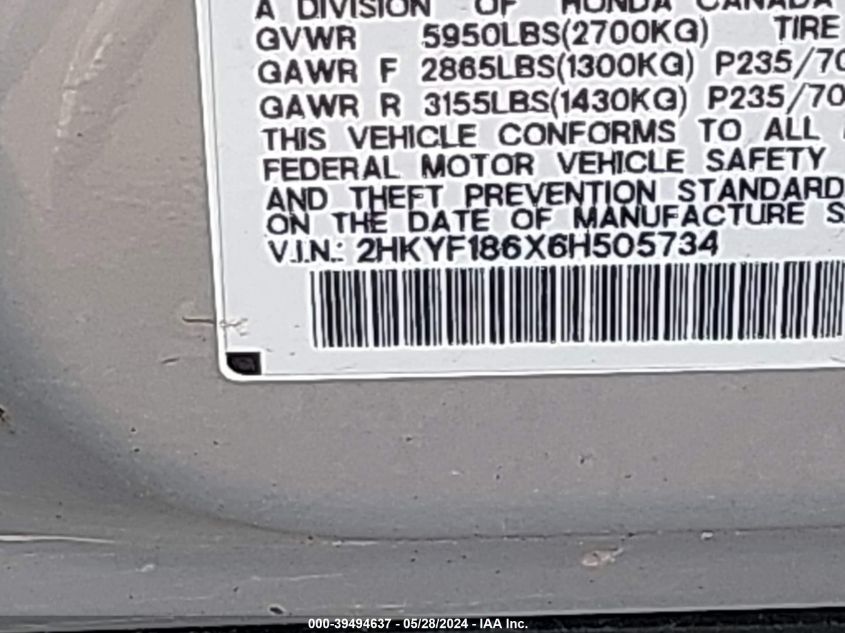 A DIVISION OF HONDA CANADA
GVWR 5950LBS(2700KG) TIRE
GAWR F 2865LBS(1300KG) P235/70
GAWR R 3155LBS(1430KG) P235/70
THIS VEHICLE CONFORMS TO ALL
FEDERAL MOTOR VEHICLE SAFETY
AND THEFT PREVENTION STANDARD
ON THE DATE OF MANUFACTURE S
V.I.N.: 2HKYF186X6H505734
000-39494637 - 05/28/2024 - IAA Inc.